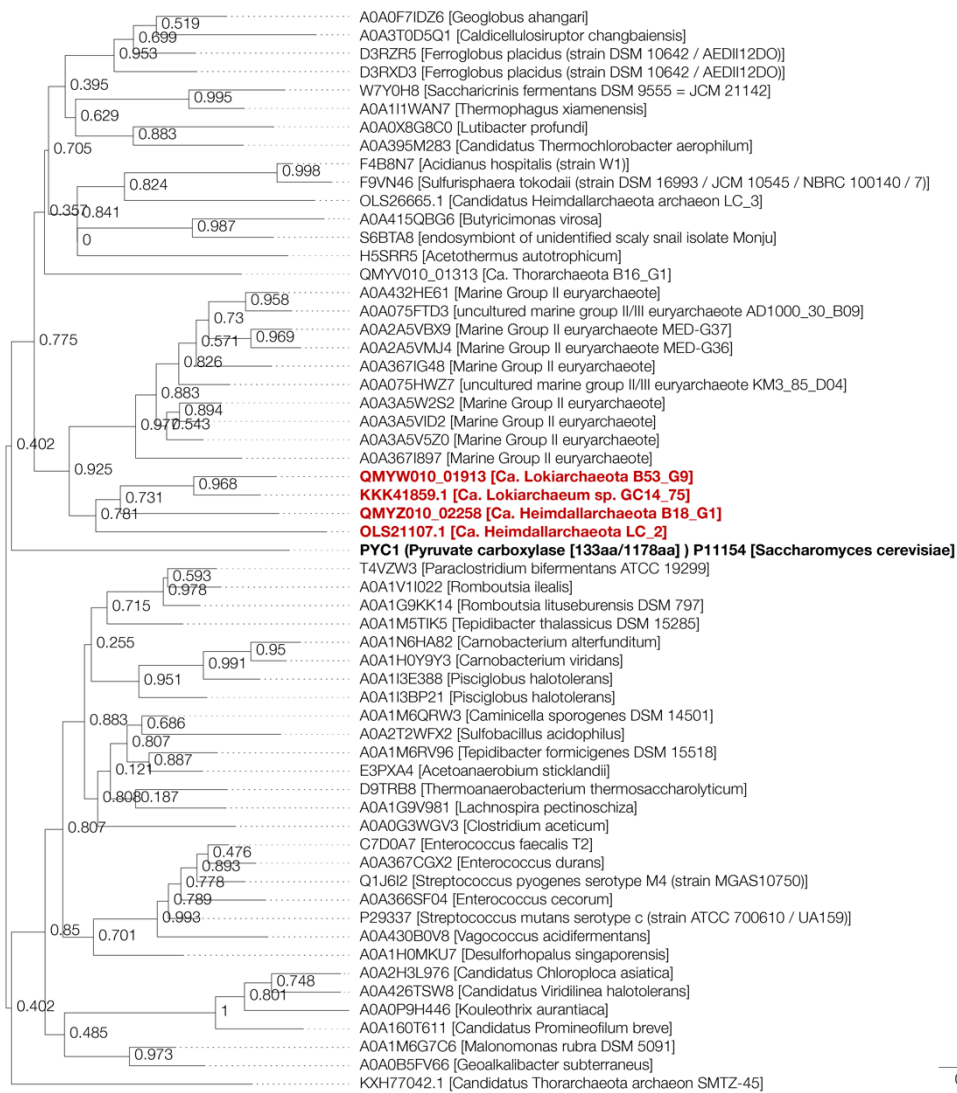 A0A0F7IDZ6 [Geoglobus ahangari]
0.519
A0A3T0D5Q1 [Caldicellulosiruptor changbaiensis]
0.699
D3RZR5 [Ferroglobus placidus (strain DSM 10642 / AEDII12DO)]
0.953
D3RXD3 [Ferroglobus placidus (strain DSM 10642 / AEDII12DO)]
0.395
W7Y0H8 [Saccharicrinis fermentans DSM 9555 = JCM 21142]
0.995
A0A1I1WAN7 [Thermophagus xiamenensis]
0.629
A0A0X8G8C0 [Lutibacter profundi]
0.883
A0A395M283 [Candidatus Thermochlorobacter aerophilum]
0.705
F4B8N7 [Acidianus hospitalis (strain W1)]
0.998
F9VN46 [Sulfurisphaera tokodaii (strain DSM 16993 / JCM 10545 / NBRC 100140 / 7)]
0.824
OLS26665.1 [Candidatus Heimdallarchaeota archaeon LC_3]
0.357
0.841
A0A415QBG6 [Butyricimonas virosa]
0.987
S6BTA8 [endosymbiont of unidentified scaly snail isolate Monju]
0
H5SRR5 [Acetothermus autotrophicum]
QMYV010_01313 [Ca. Thorarchaeota B16_G1]
A0A432HE61 [Marine Group II euryarchaeote]
0.958
A0A075FTD3 [uncultured marine group II/III euryarchaeote AD1000_30_B09]
0.73
A0A2A5VBX9 [Marine Group II euryarchaeote MED-G37]
0.969
0.775
0.571
A0A2A5VMJ4 [Marine Group II euryarchaeote MED-G36]
0.826
A0A367IG48 [Marine Group II euryarchaeote]
A0A075HWZ7 [uncultured marine group II/III euryarchaeote KM3_85_D04]
0.883
A0A3A5W2S2 [Marine Group II euryarchaeote]
0.894
A0A3A5VID2 [Marine Group II euryarchaeote]
0.977
0.543
A0A3A5V5Z0 [Marine Group II euryarchaeote]
0.402
A0A367I897 [Marine Group II euryarchaeote]
0.925
QMYW010_01913 [Ca. Lokiarchaeota B53_G9]
0.968
KKK41859.1 [Ca. Lokiarchaeum sp. GC14_75]
0.731
QMYZ010_02258 [Ca. Heimdallarchaeota B18_G1]
0.781
OLS21107.1 [Ca. Heimdallarchaeota LC_2]
PYC1 (Pyruvate carboxylase [133aa/1178aa] ) P11154 [Saccharomyces cerevisiae]
T4VZW3 [Paraclostridium bifermentans ATCC 19299]
0.593
A0A1V1I022 [Romboutsia ilealis]
0.978
A0A1G9KK14 [Romboutsia lituseburensis DSM 797]
0.715
A0A1M5TIK5 [Tepidibacter thalassicus DSM 15285]
0.255
A0A1N6HA82 [Carnobacterium alterfunditum]
0.95
A0A1H0Y9Y3 [Carnobacterium viridans]
0.991
A0A1I3E388 [Pisciglobus halotolerans]
0.951
A0A1I3BP21 [Pisciglobus halotolerans]
0.883
A0A1M6QRW3 [Caminicella sporogenes DSM 14501]
0.686
A0A2T2WFX2 [Sulfobacillus acidophilus]
0.807
A0A1M6RV96 [Tepidibacter formicigenes DSM 15518]
0.887
0.121
E3PXA4 [Acetoanaerobium sticklandii]
D9TRB8 [Thermoanaerobacterium thermosaccharolyticum]
0.808
0.187
A0A1G9V981 [Lachnospira pectinoschiza]
0.807
A0A0G3WGV3 [Clostridium aceticum]
C7D0A7 [Enterococcus faecalis T2]
0.476
A0A367CGX2 [Enterococcus durans]
0.893
Q1J6I2 [Streptococcus pyogenes serotype M4 (strain MGAS10750)]
0.778
A0A366SF04 [Enterococcus cecorum]
0.789
P29337 [Streptococcus mutans serotype c (strain ATCC 700610 / UA159)]
0.993
0.85
0.701
A0A430B0V8 [Vagococcus acidifermentans]
A0A1H0MKU7 [Desulforhopalus singaporensis]
A0A2H3L976 [Candidatus Chloroploca asiatica]
0.748
A0A426TSW8 [Candidatus Viridilinea halotolerans]
0.801
0.402
A0A0P9H446 [Kouleothrix aurantiaca]
1
A0A160T611 [Candidatus Promineofilum breve]
0.485
A0A1M6G7C6 [Malonomonas rubra DSM 5091]
0.973
A0A0B5FV66 [Geoalkalibacter subterraneus]
KXH77042.1 [Candidatus Thorarchaeota archaeon SMTZ-45]